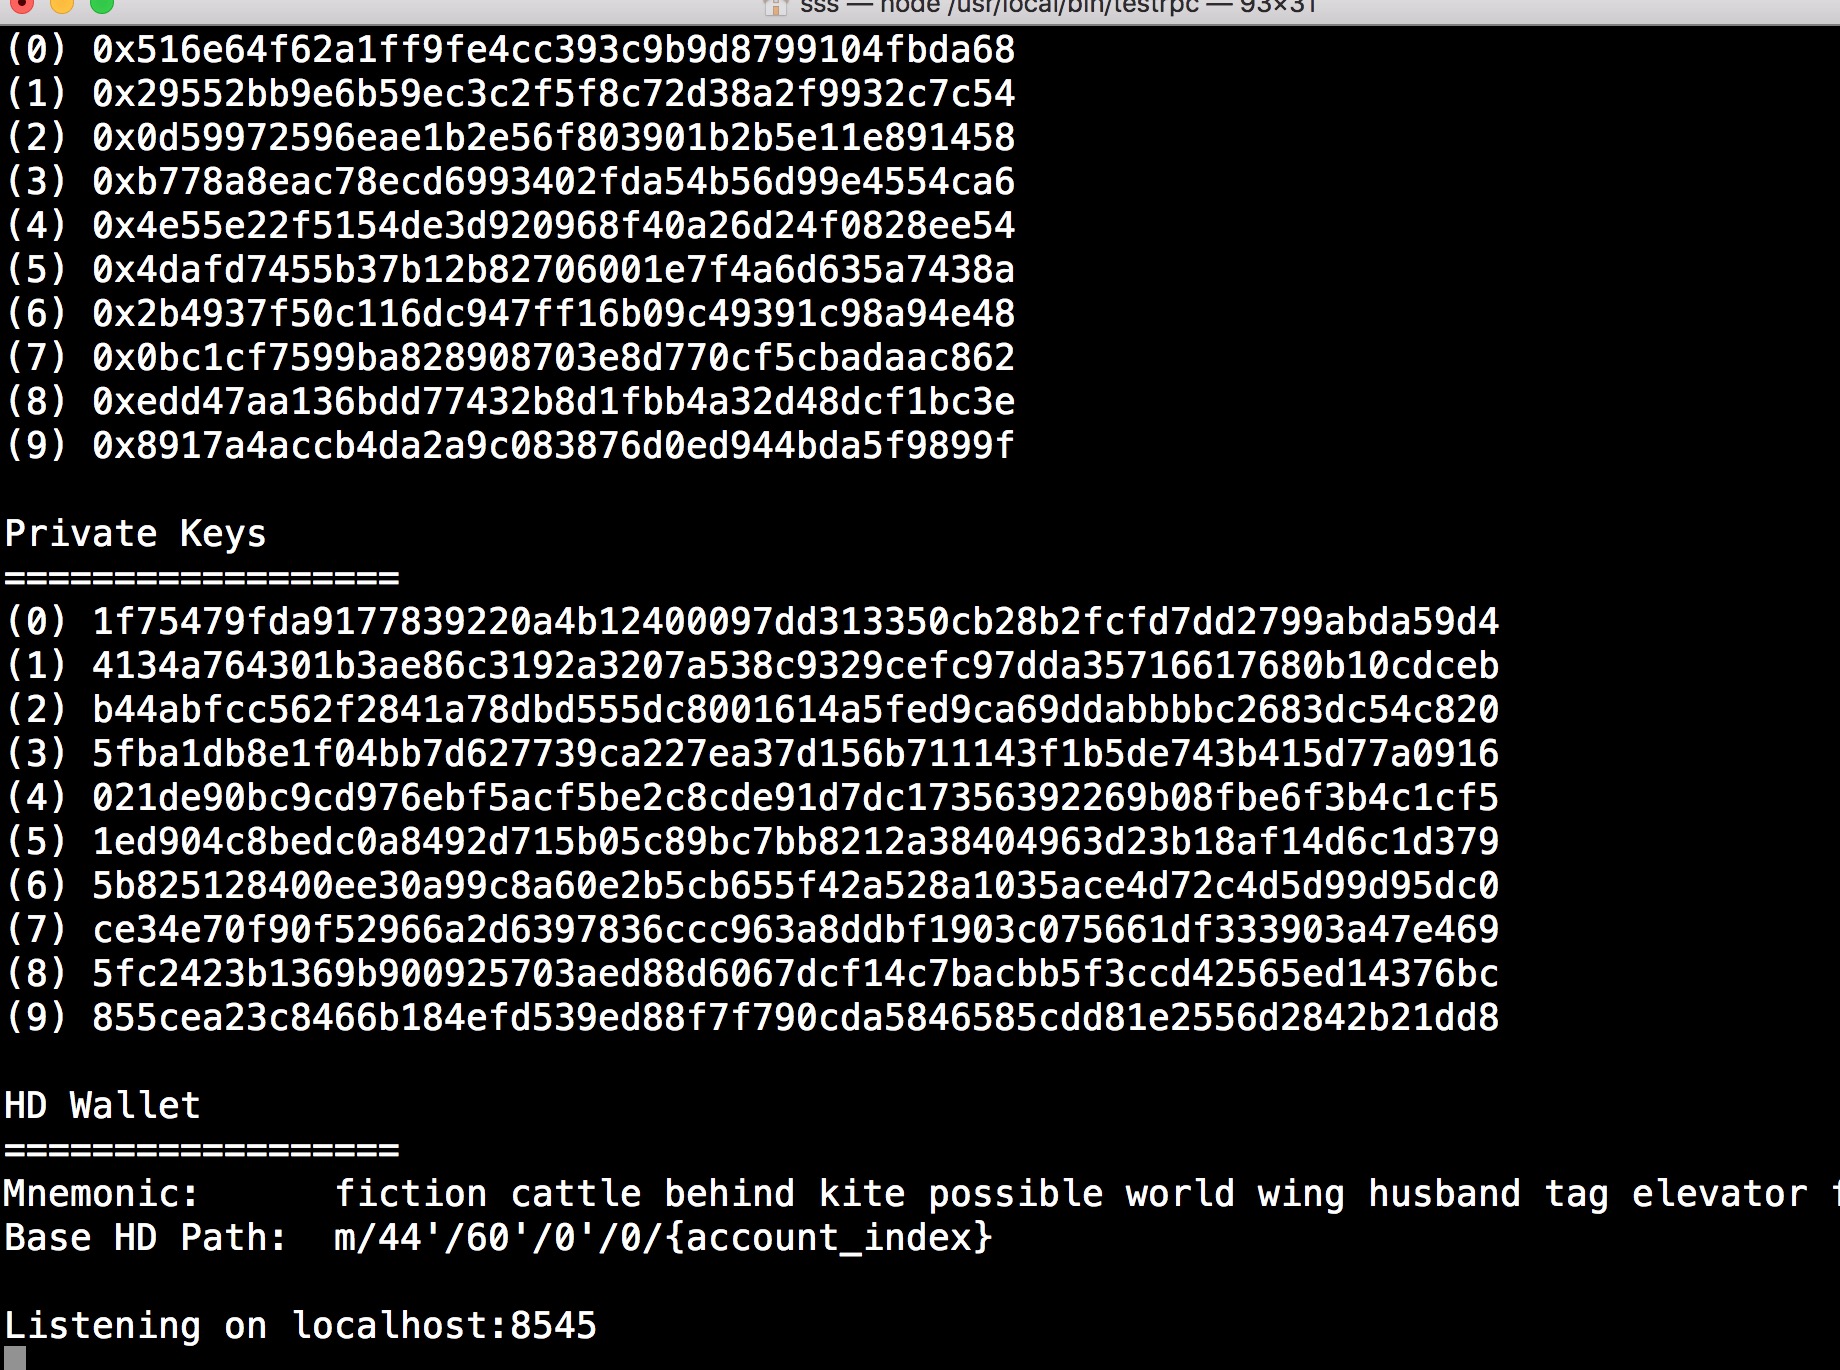 sss — node /usr/local/bin/testrpc — 93×31
(0) 0x516e64f62a1ff9fe4cc393c9b9d8799104fbda68
(1) 0x29552bb9e6b59ec3c2f5f8c72d38a2f9932c7c54
(2) 0x0d59972596eae1b2e56f803901b2b5e11e891458
(3) 0xb778a8eac78ecd6993402fda54b56d99e4554ca6
(4) 0x4e55e22f5154de3d920968f40a26d24f0828ee54
(5) 0x4dafd7455b37b12b82706001e7f4a6d635a7438a
(6) 0x2b4937f50c116dc947ff16b09c49391c98a94e48
(7) 0x0bc1cf7599ba828908703e8d770cf5cbadaac862
(8) 0xedd47aa136bdd77432b8d1fbb4a32d48dcf1bc3e
(9) 0x8917a4accb4da2a9c083876d0ed944bda5f9899f
Private Keys
==================
(0) 1f75479fda9177839220a4b12400097dd313350cb28b2fcfd7dd2799abda59d4
(1) 4134a764301b3ae86c3192a3207a538c9329cefc97dda35716617680b10cdceb
(2) b44abfcc562f2841a78dbd555dc8001614a5fed9ca69ddabbbbc2683dc54c820
(3) 5fba1db8e1f04bb7d627739ca227ea37d156b711143f1b5de743b415d77a0916
(4) 021de90bc9cd976ebf5acf5be2c8cde91d7dc17356392269b08fbe6f3b4c1cf5
(5) 1ed904c8bedc0a8492d715b05c89bc7bb8212a38404963d23b18af14d6c1d379
(6) 5b825128400ee30a99c8a60e2b5cb655f42a528a1035ace4d72c4d5d99d95dc0
(7) ce34e70f90f52966a2d6397836ccc963a8ddbf1903c075661df333903a47e469
(8) 5fc2423b1369b900925703aed88d6067dcf14c7bacbb5f3ccd42565ed14376bc
(9) 855cea23c8466b184efd539ed88f7f790cda5846585cdd81e2556d2842b21dd8
HD Wallet
==================
Mnemonic:      fiction cattle behind kite possible world wing husband tag elevator
Base HD Path:  m/44'/60'/0'/0/{account_index}
Listening on localhost:8545